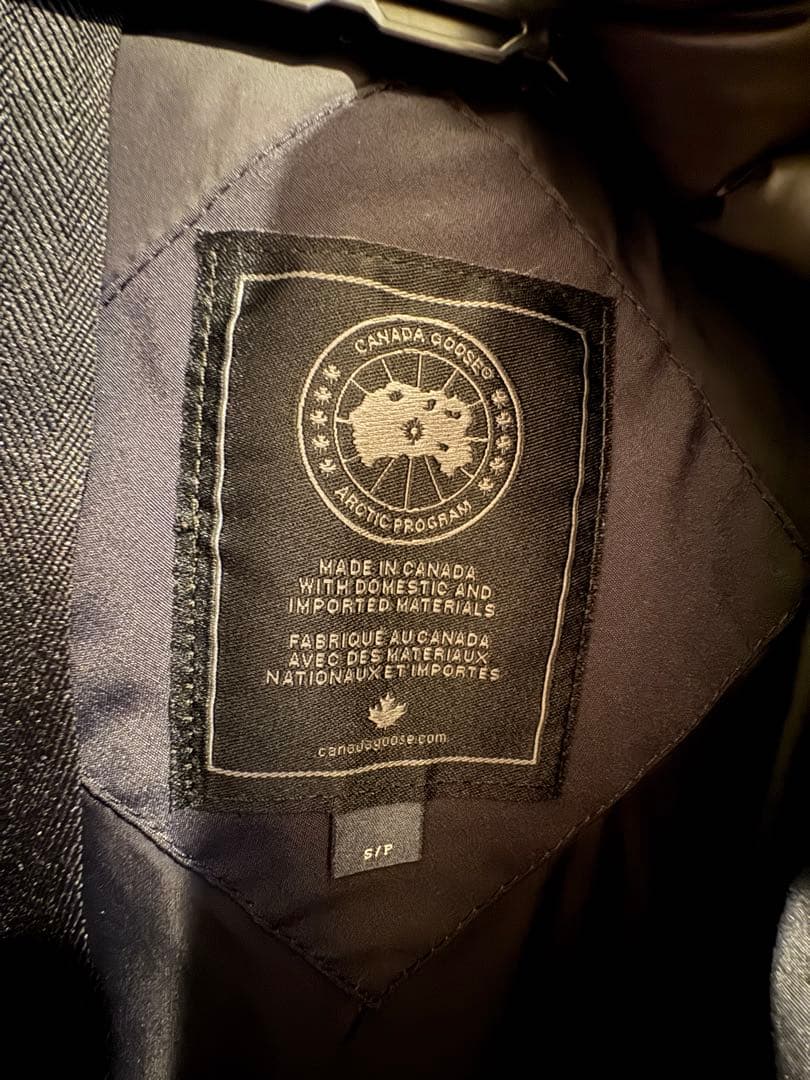 CANADA GOOSE®
ARCTIC PROGRAM
MADE IN CANADA
WITH DOMESTIC AND
IMPORTED MATERIALS
FABRIQUÉ AU CANADA
AVEC DES MATERIAUX
NATIONAUX ET IMPORTÉS
canadagoose.com
S/P